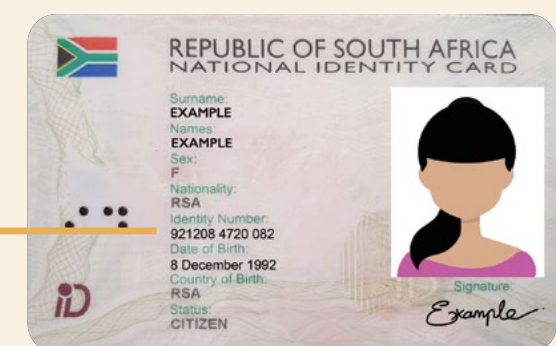 REPUBLIC OF SOUTH AFRICA
NATIONAL IDENTITY CARD
Surname:
EXAMPLE
Names:
EXAMPLE
Sex:
F
Nationality:
RSA
Identity Number:
921208 4720 082
Date of Birth:
8 December 1992
Country of Birth:
RSA
Status:
CITIZEN
Signature:
Example
iD